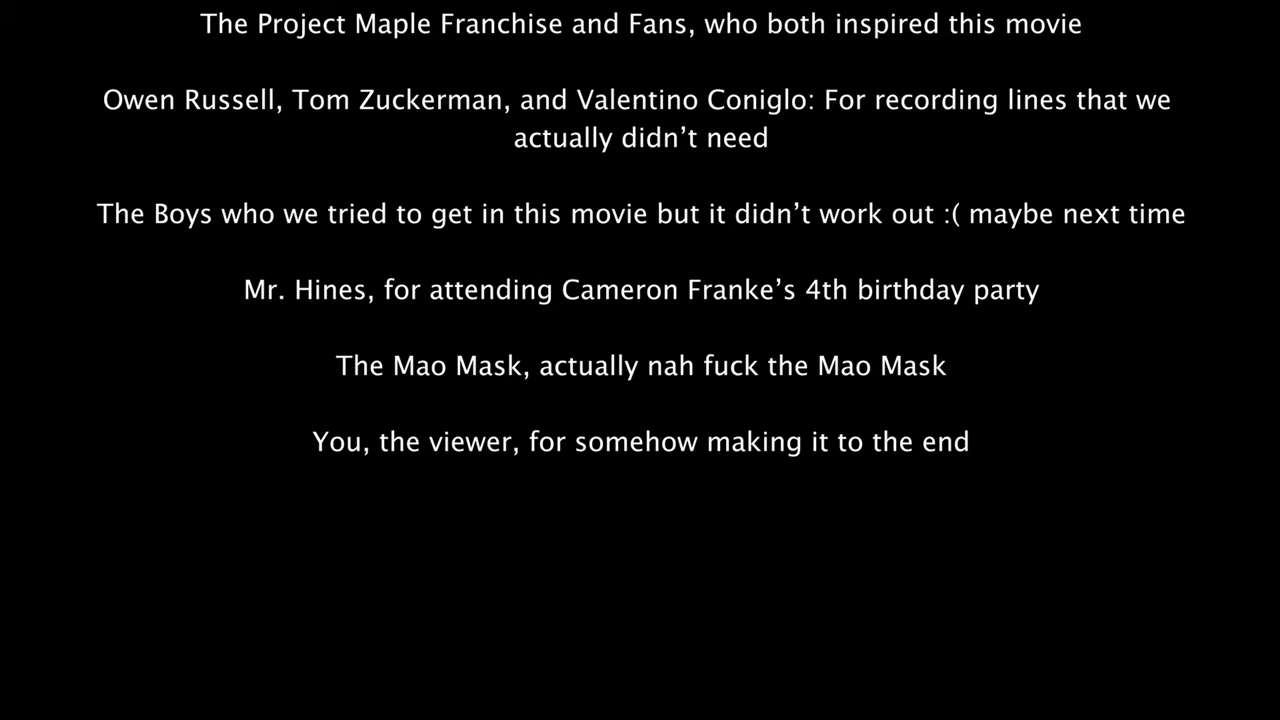 The Project Maple Franchise and Fans, who both inspired this movie
Owen Russell, Tom Zuckerman, and Valentino Coniglo: For recording lines that we
actually didn’t need
The Boys who we tried to get in this movie but it didn’t work out :( maybe next time
Mr. Hines, for attending Cameron Franke’s 4th birthday party
The Mao Mask, actually nah fuck the Mao Mask
You, the viewer, for somehow making it to the end